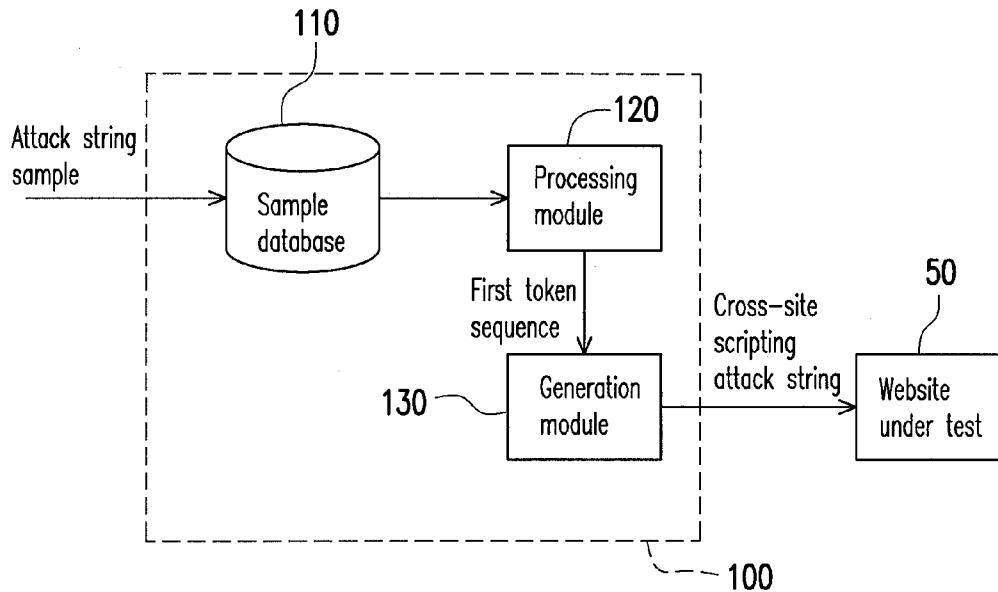 110
Attack string
sample
Sample
database
120
Processing
module
First token
sequence
130
Generation
module
Cross-site
scripting
attack string
50
Website
under test
100